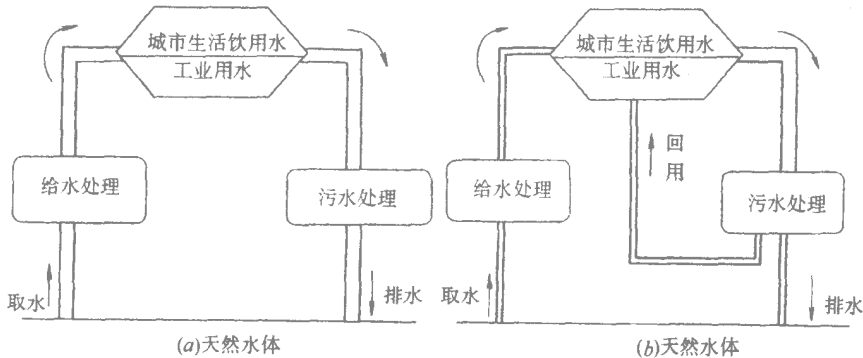 城市生活饮用水
工业用水
给水处理
污水处理
取水
排水
(a)天然水体
城市生活饮用水
工业用水
回用
给水处理
污水处理
取水
排水
(b)天然水体